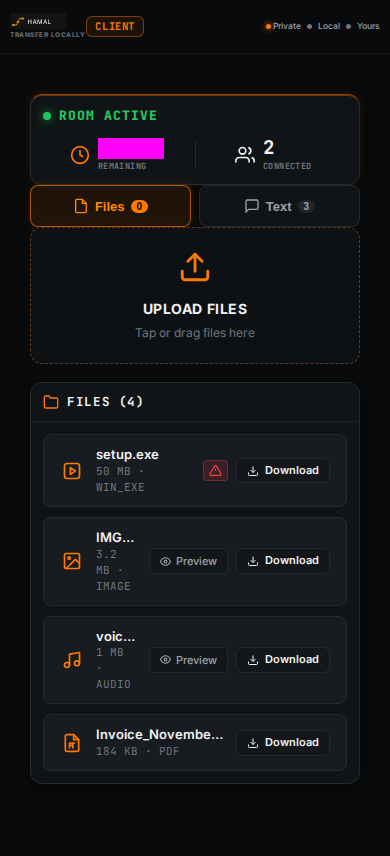 HAMAL
TRANSFER LOCALLY
CLIENT
Private
Local
Yours
ROOM ACTIVE
REMAINING
2
CONNECTED
Files 0
Text 3
UPLOAD FILES
Tap or drag files here
FILES (4)
setup.exe
50 MB ·
WIN_EXE
Download
IMG...
3.2
MB ·
IMAGE
Preview
Download
voic...
1 MB
·
AUDIO
Preview
Download
Invoice_Novembe...
184 KB · PDF
Download